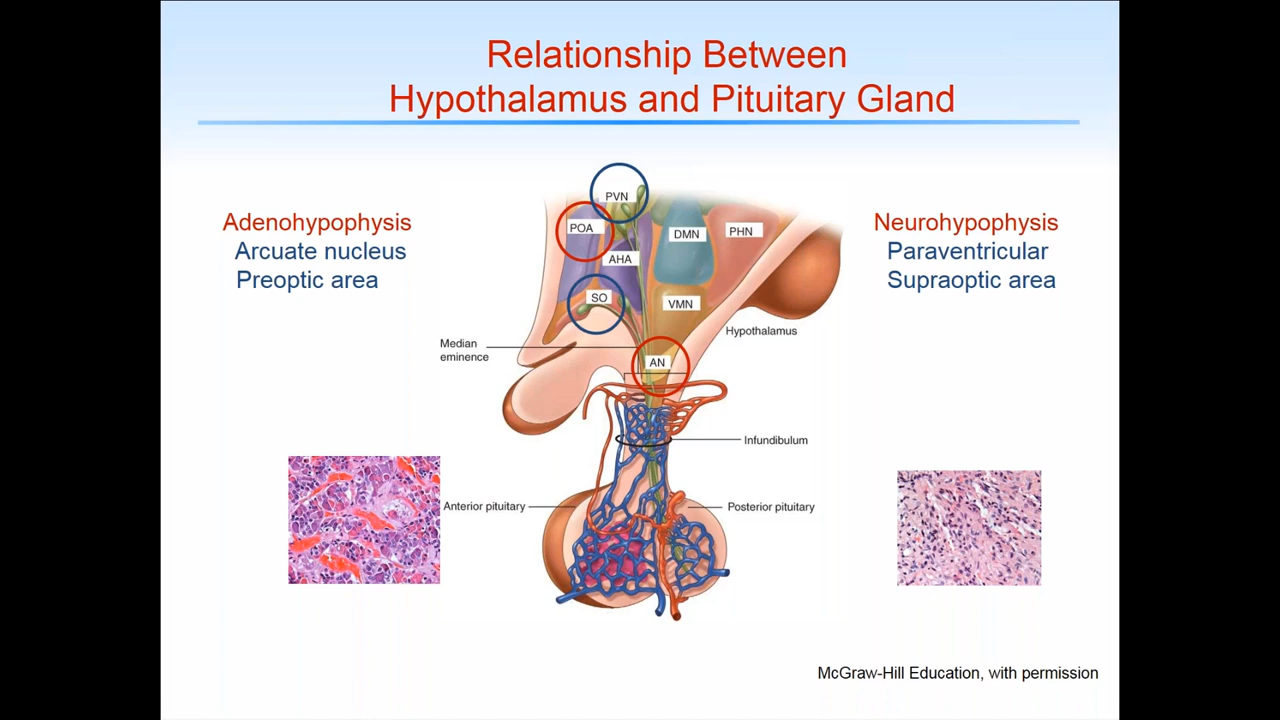 Relationship Between
Hypothalamus and Pituitary Gland
Adenohypophysis
Arcuate nucleus
Preoptic area
PVN
POA
AHA
SO
DMN
PHN
VMN
Hypothalamus
Median
eminence
AN
Infundibulum
Anterior pituitary
Posterior pituitary
Neurohypophysis
Paraventricular
Supraoptic area
McGraw-Hill Education, with permission